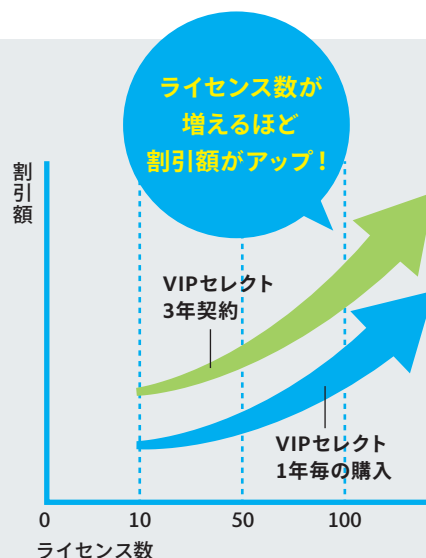 ライセンス数が
増えるほど
割引額がアップ！
割引額
VIPセレクト
3年契約
VIPセレクト
1年毎の購入
0 10 50 100
ライセンス数